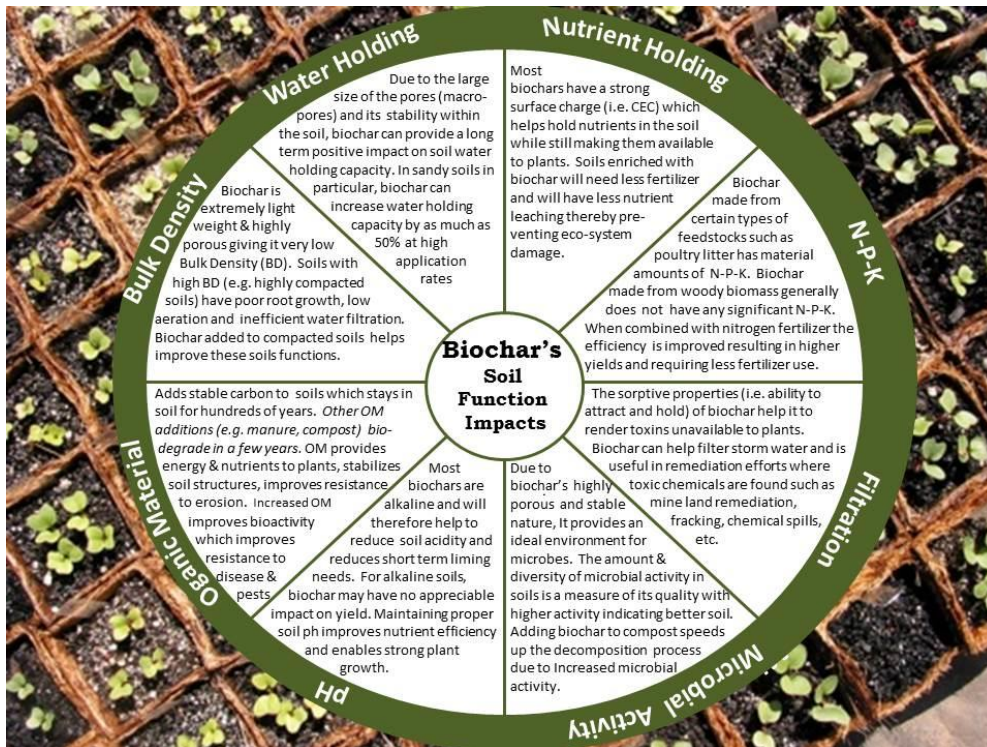 Biochar's
Soil
Function
Impacts
Water Holding
Due to the large
size of the pores (macro-
pores) and its stability within
the soil, biochar can provide a long
term positive impact on soil water
holding capacity. In sandy soils in
particular, biochar can
increase water holding
capacity by as much as
50% at high
application
rates
Nutrient Holding
Most
biochars have a strong
surface charge (i.e. CEC) which
helps hold nutrients in the soil
while still making them available
to plants. Soils enriched with
biochar will need less fertilizer
and will have less nutrient
leaching thereby pre-
venting eco-system
damage.
N-P-K
Biochar
made from
certain types of
feedstocks such as
poultry litter has material
amounts of N-P-K. Biochar
made from woody biomass generally
does not have any significant N-P-K.
When combined with nitrogen fertilizer the
efficiency is improved resulting in higher
yields and requiring less fertilizer use.
Filtration
The sorptive properties (i.e. ability to
attract and hold) of biochar help it to
render toxins unavailable to plants.
Biochar can help filter storm water and is
useful in remediation efforts where
toxic chemicals are found such as
mine land remediation,
fracking, chemical spills,
etc.
Microbial Activity
Due to
biochar's highly
porous and stable
nature, It provides an
ideal environment for
microbes. The amount &
diversity of microbial activity in
soils is a measure of its quality with
higher activity indicating better soil.
Adding biochar to compost speeds
up the decomposition process
due to Increased microbial
activity.
pH
Most
biochars are
alkaline and will
therefore help to
reduce soil acidity and
reduces short term liming
needs. For alkaline soils,
biochar may have no appreciable
impact on yield. Maintaining proper
soil ph improves nutrient efficiency
and enables strong plant
growth.
Oganic Material
Adds stable carbon to soils which stays in
soil for hundreds of years. Other OM
additions (e.g. manure, compost) bio-
degrade in a few years. OM provides
energy & nutrients to plants, stabilizes
soil structures, improves resistance
to erosion. Increased OM
improves bioactivity
which improves
resistance to
disease &
pests
Bulk Density
Biochar is
extremely light
weight & highly
porous giving it very low
Bulk Density (BD). Soils with
high BD (e.g. highly compacted
soils) have poor root growth, low
aeration and inefficient water filtration.
Biochar added to compacted soils helps
improve these soils functions.